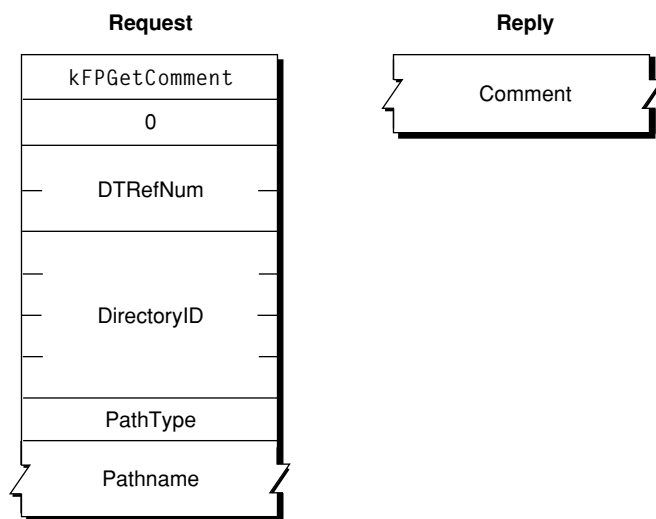 Request
kFPGetComment
0
DTRefNum
DirectoryID
PathType
Pathname
Reply
Comment